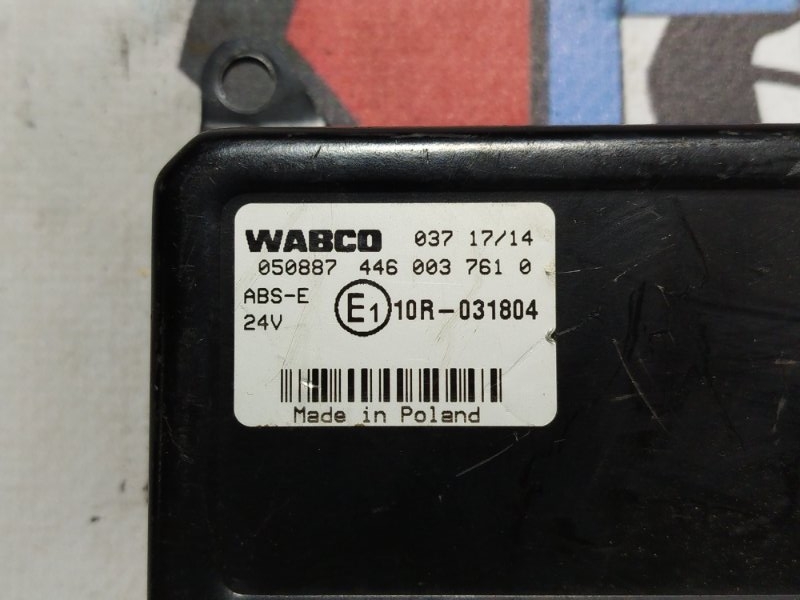 WABCO 037 17/14
050887 446 003 761 0
ABS-E
24V
E1 10R-031804
Made in Poland